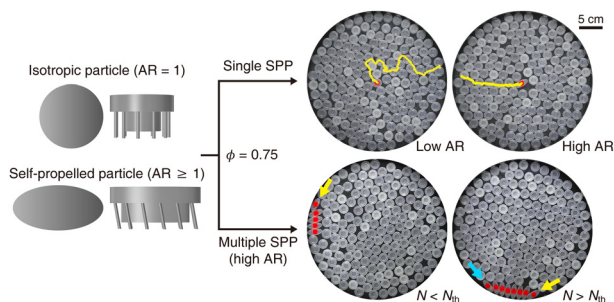 Isotropic particle (AR = 1)
Self-propelled particle (AR ≥ 1)
Single SPP
ϕ = 0.75
Multiple SPP
(high AR)
5 cm
Low AR
High AR
N < Nth
N > Nth